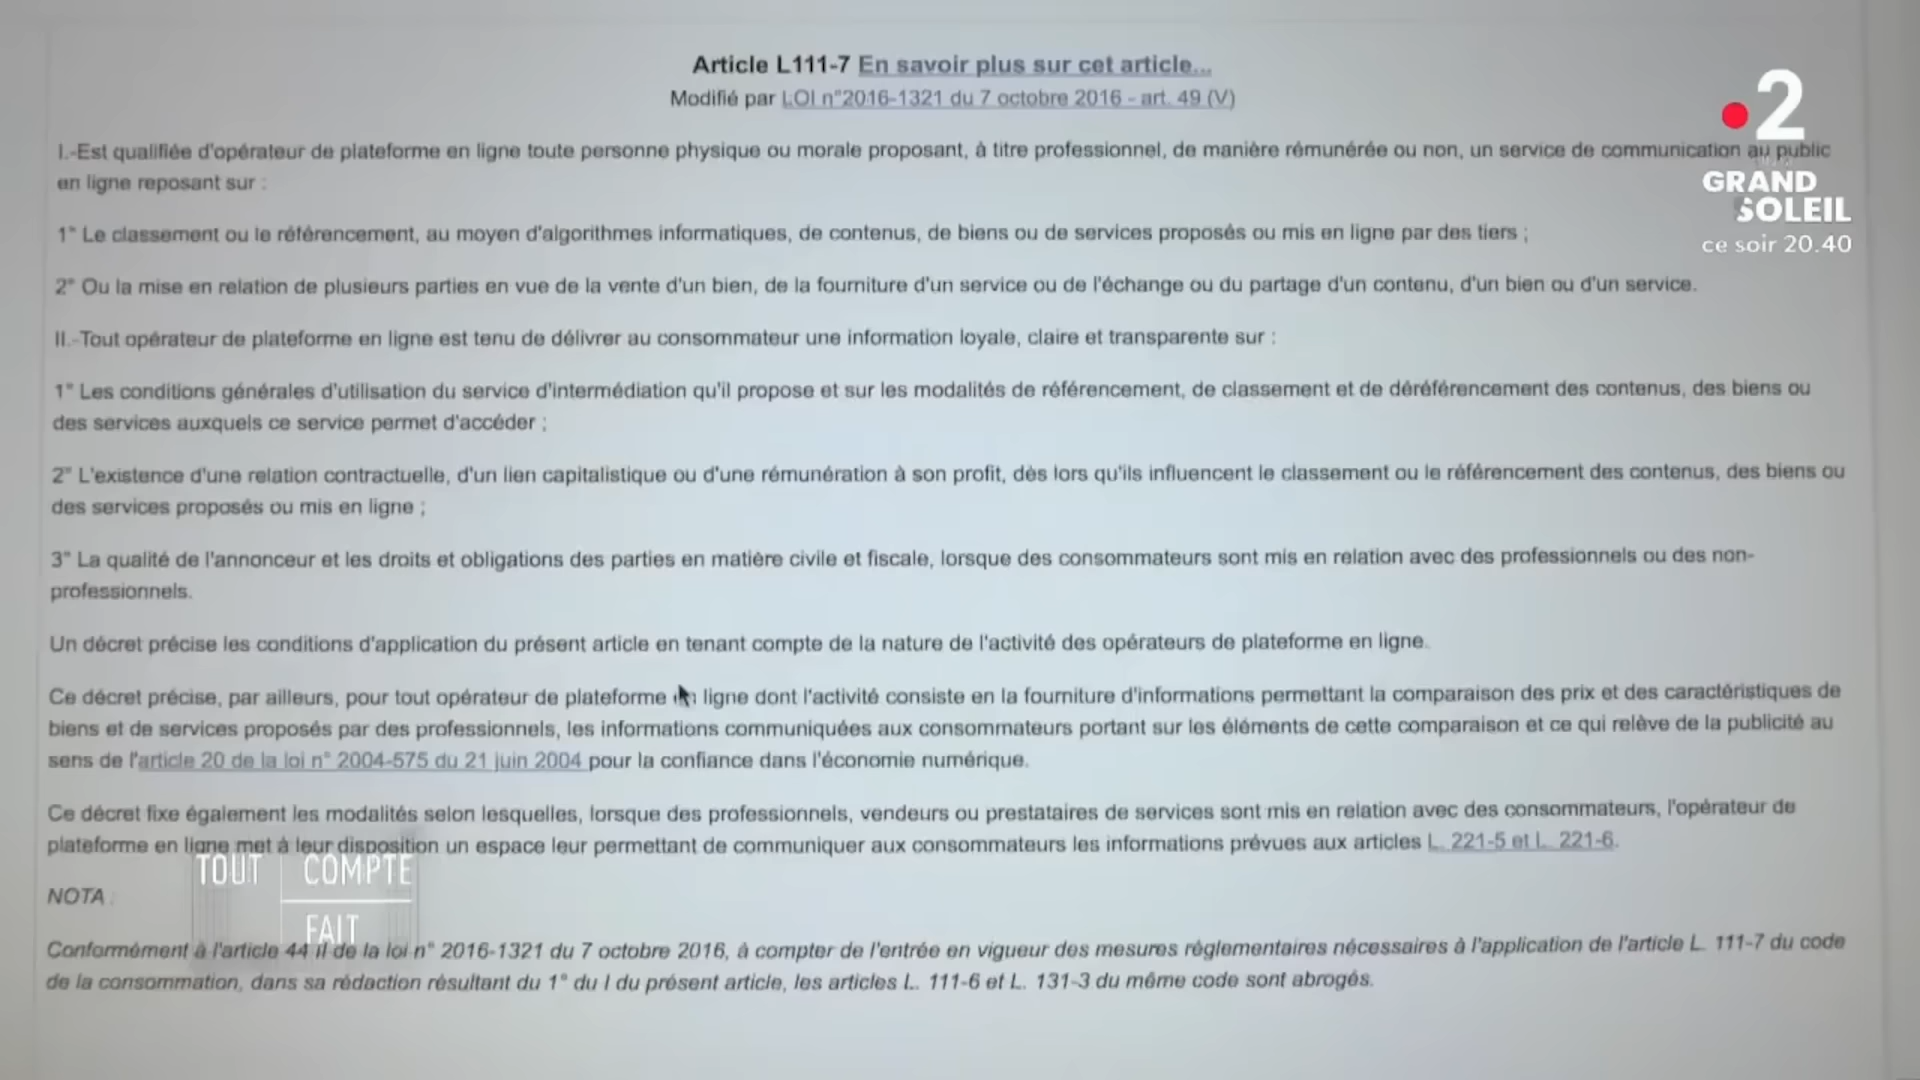 Article L111-7 En savoir plus sur cet article...
Modifié par LOI n°2016-1321 du 7 octobre 2016 - art. 49 (V)
2
I.-Est qualifiée d'opérateur de plateforme en ligne toute personne physique ou morale proposant, à titre professionnel, de manière rémunérée ou non, un service de communication au public
en ligne reposant sur :
GRAND
SOLEIL
ce soir 20.40
1° Le classement ou le référencement, au moyen d'algorithmes informatiques, de contenus, de biens ou de services proposés ou mis en ligne par des tiers ;
2° Ou la mise en relation de plusieurs parties en vue de la vente d'un bien, de la fourniture d'un service ou de l'échange ou du partage d'un contenu, d'un bien ou d'un service.
II.-Tout opérateur de plateforme en ligne est tenu de délivrer au consommateur une information loyale, claire et transparente sur :
1° Les conditions générales d'utilisation du service d'intermédiation qu'il propose et sur les modalités de référencement, de classement et de déréférencement des contenus, des biens ou
des services auxquels ce service permet d'accéder ;
2° L'existence d'une relation contractuelle, d'un lien capitalistique ou d'une rémunération à son profit, dès lors qu'ils influencent le classement ou le référencement des contenus, des biens ou
des services proposés ou mis en ligne ;
3° La qualité de l'annonceur et les droits et obligations des parties en matière civile et fiscale, lorsque des consommateurs sont mis en relation avec des professionnels ou des non-
professionnels.
Un décret précise les conditions d'application du présent article en tenant compte de la nature de l'activité des opérateurs de plateforme en ligne.
Ce décret précise, par ailleurs, pour tout opérateur de plateforme en ligne dont l'activité consiste en la fourniture d'informations permettant la comparaison des prix et des caractéristiques de
biens et de services proposés par des professionnels, les informations communiquées aux consommateurs portant sur les éléments de cette comparaison et ce qui relève de la publicité au
sens de l'article 20 de la loi n° 2004-575 du 21 juin 2004 pour la confiance dans l'économie numérique.
Ce décret fixe également les modalités selon lesquelles, lorsque des professionnels, vendeurs ou prestataires de services sont mis en relation avec des consommateurs, l'opérateur de
plateforme en ligne met à leur disposition un espace leur permettant de communiquer aux consommateurs les informations prévues aux articles L. 221-5 et L. 221-6.
TOUT COMPTE
FAIT
NOTA :
Conformément à l'article 44 II de la loi n° 2016-1321 du 7 octobre 2016, à compter de l'entrée en vigueur des mesures réglementaires nécessaires à l'application de l'article L. 111-7 du code
de la consommation, dans sa rédaction résultant du 1° du I du présent article, les articles L. 111-6 et L. 131-3 du même code sont abrogés.